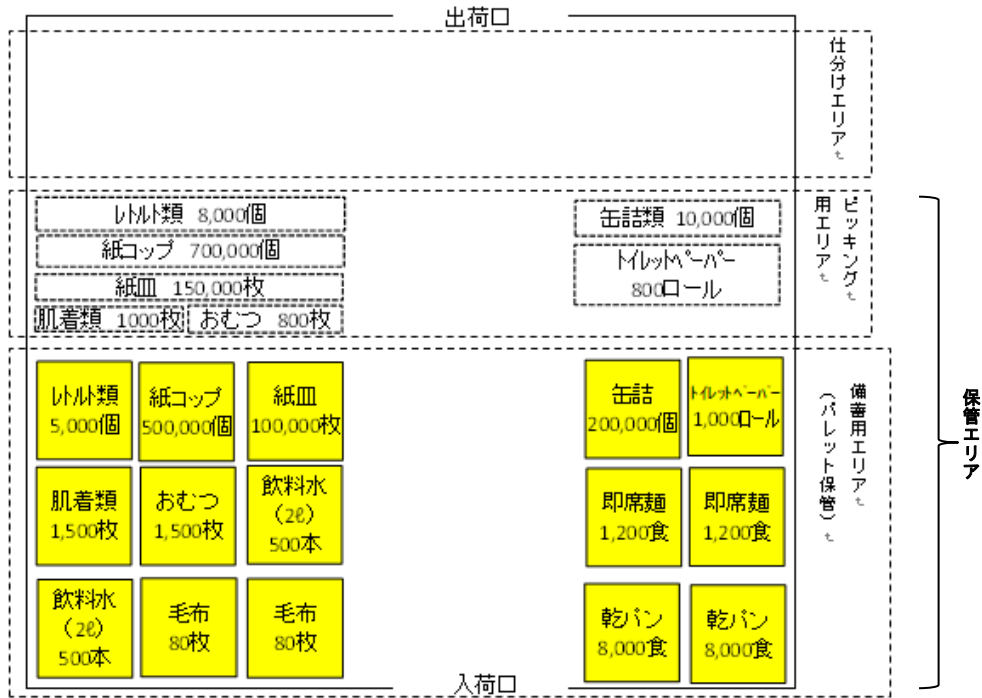 出荷口
仕分けエリア
レトルト類 8,000個
紙コップ 700,000個
紙皿 150,000枚
肌着類 1000枚
おむつ 800枚
缶詰類 10,000個
トイレットペーパー
800ロール
ピッキング
用エリア
レトルト類
5,000個
紙コップ
500,000個
紙皿
100,000枚
缶詰
200,000個
トイレットペーパー
1,000ロール
肌着類
1,500枚
おむつ
1,500枚
飲料水
(2ℓ)
500本
即席麺
1,200食
即席麺
1,200食
飲料水
(2ℓ)
500本
毛布
80枚
毛布
80枚
乾パン
8,000食
乾パン
8,000食
備蓄用エリア
(パレット保管)
保管エリア
入荷口